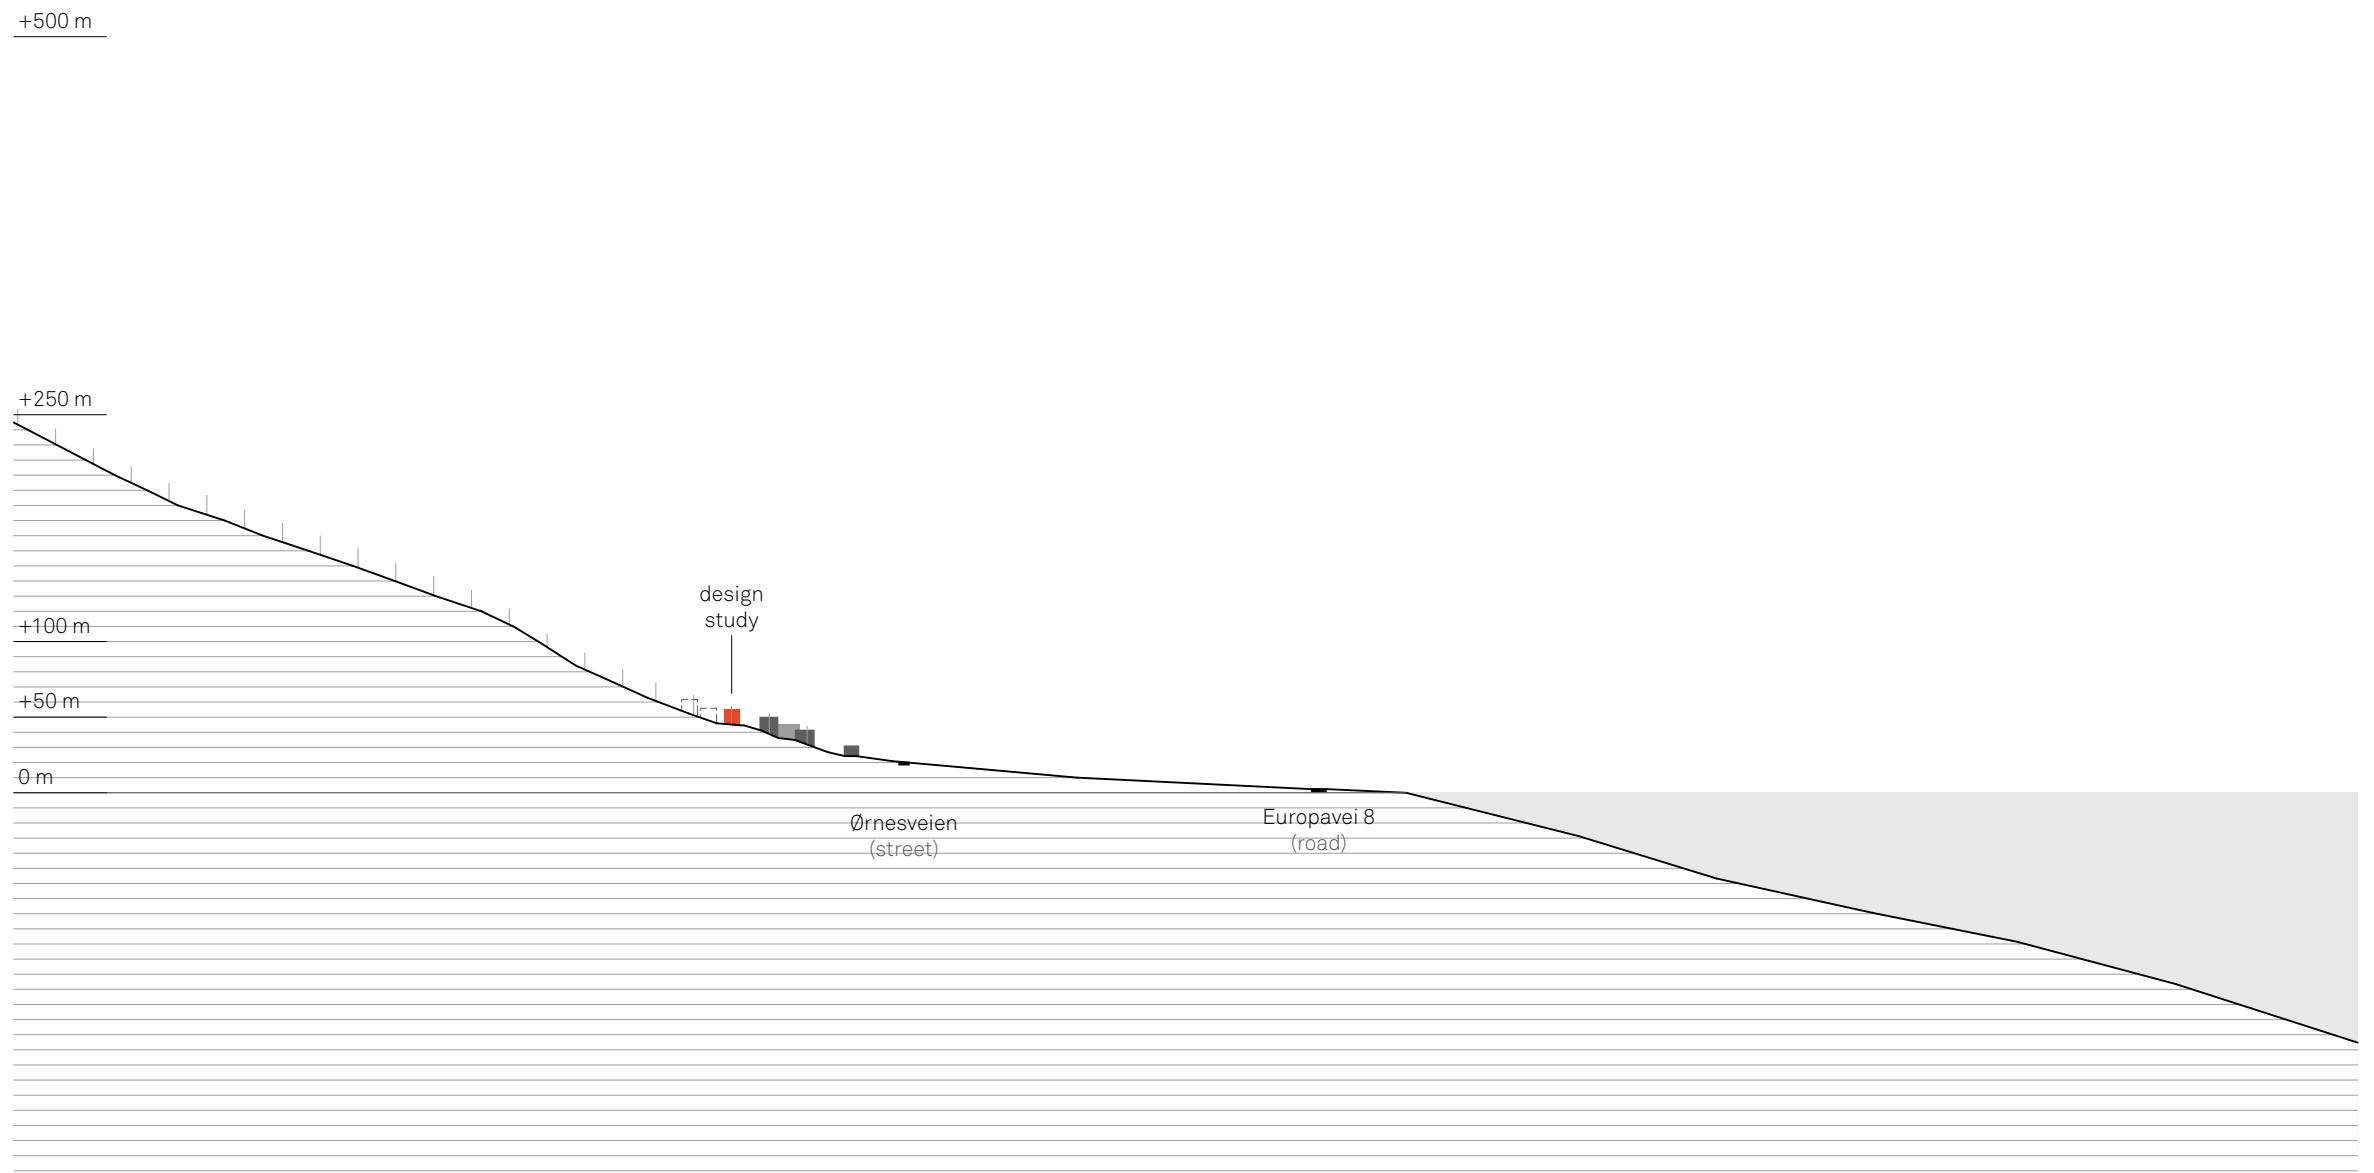 +500 m
+250 m
design
study
+100 m
+50 m
0 m
Ørnesveien
(street)
Europavei 8
(road)